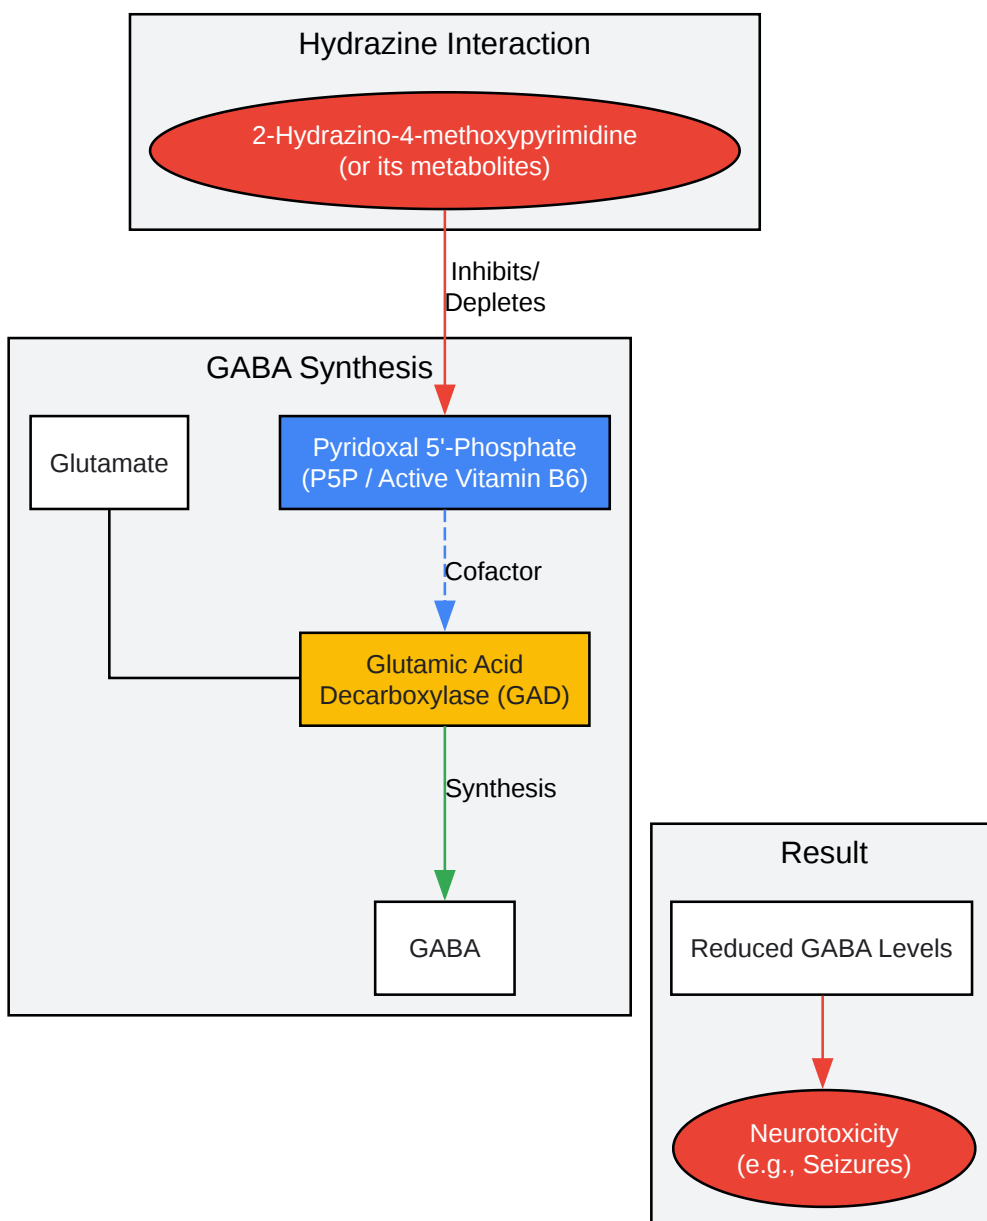 Hydrazine Interaction
2-Hydrazino-4-methoxypyrimidine
(or its metabolites)
Inhibits/
Depletes
GABA Synthesis
Glutamate
Pyridoxal 5'-Phosphate
(P5P / Active Vitamin B6)
Cofactor
Glutamic Acid
Decarboxylase (GAD)
Synthesis
GABA
Result
Reduced GABA Levels
Neurotoxicity
(e.g., Seizures)